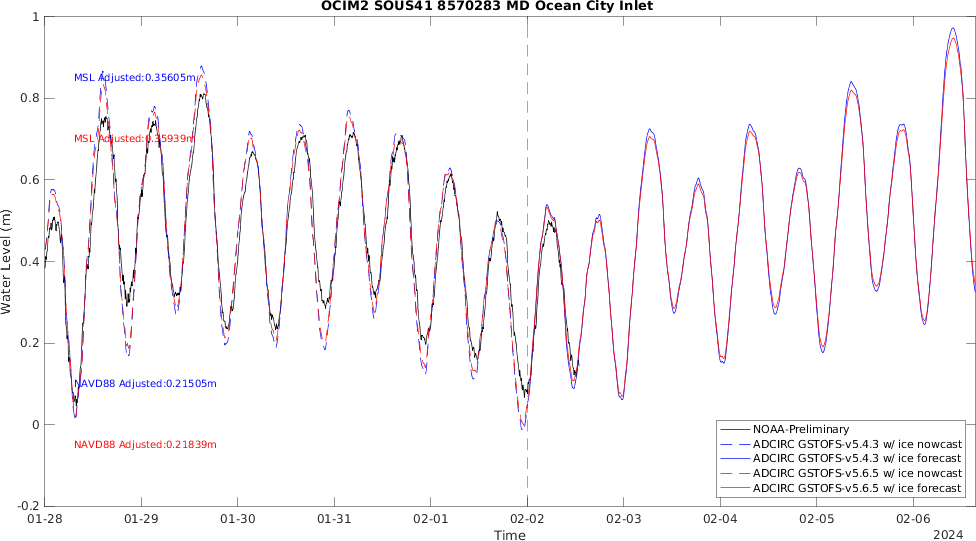 OCIM2 SOUS41 8570283 MD Ocean City Inlet
1
0.8
0.6
0.4
0.2
0
-0.2
Water Level (m)
MSL Adjusted:0.35605m
MSL Adjusted:0.35939m
NAVD88 Adjusted:0.21505m
NAVD88 Adjusted:0.21839m
NOAA-Preliminary
ADCIRC GSTOFS-v5.4.3 w/ ice nowcast
ADCIRC GSTOFS-v5.4.3 w/ ice forecast
ADCIRC GSTOFS-v5.6.5 w/ ice nowcast
ADCIRC GSTOFS-v5.6.5 w/ ice forecast
01-28 01-29 01-30 01-31 02-01 02-02 02-03 02-04 02-05 02-06
Time
2024